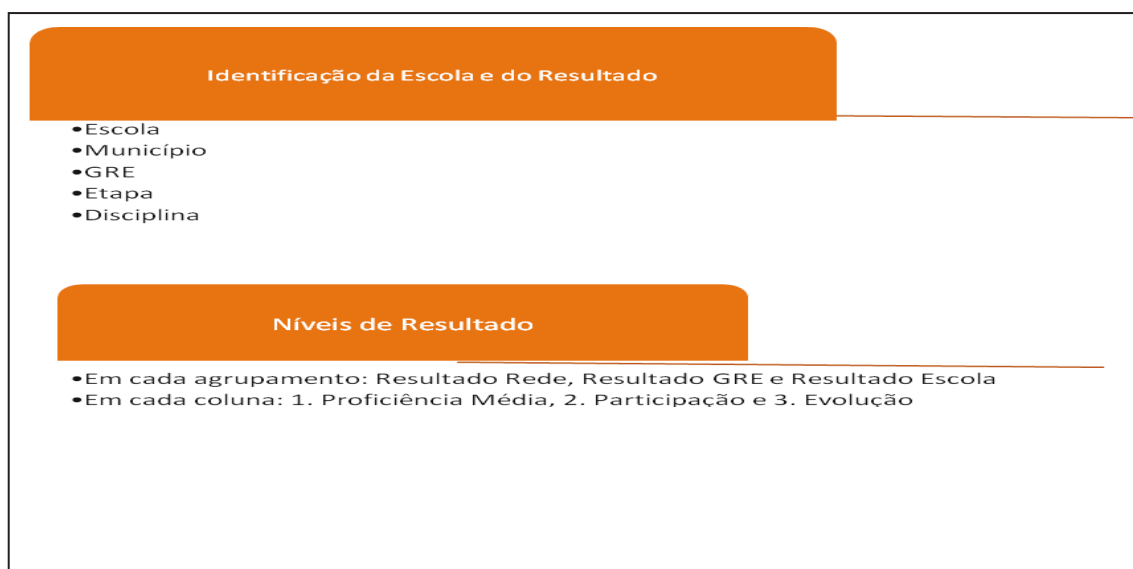 Identificação da Escola e do Resultado
•Escola
•Município
•GRE
•Etapa
•Disciplina
Níveis de Resultado
•Em cada agrupamento: Resultado Rede, Resultado GRE e Resultado Escola
•Em cada coluna: 1. Proficiência Média, 2. Participação e 3. Evolução